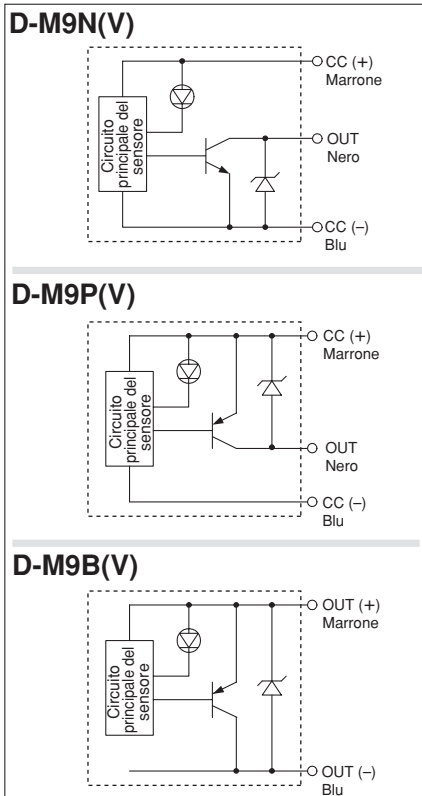 D-M9N(V)
CC (+)
Marrone
Circuito
principale del
sensore
OUT
Nero
CC (–)
Blu
D-M9P(V)
CC (+)
Marrone
Circuito
principale del
sensore
OUT
Nero
CC (–)
Blu
D-M9B(V)
OUT (+)
Marrone
Circuito
principale del
sensore
OUT (–)
Blu